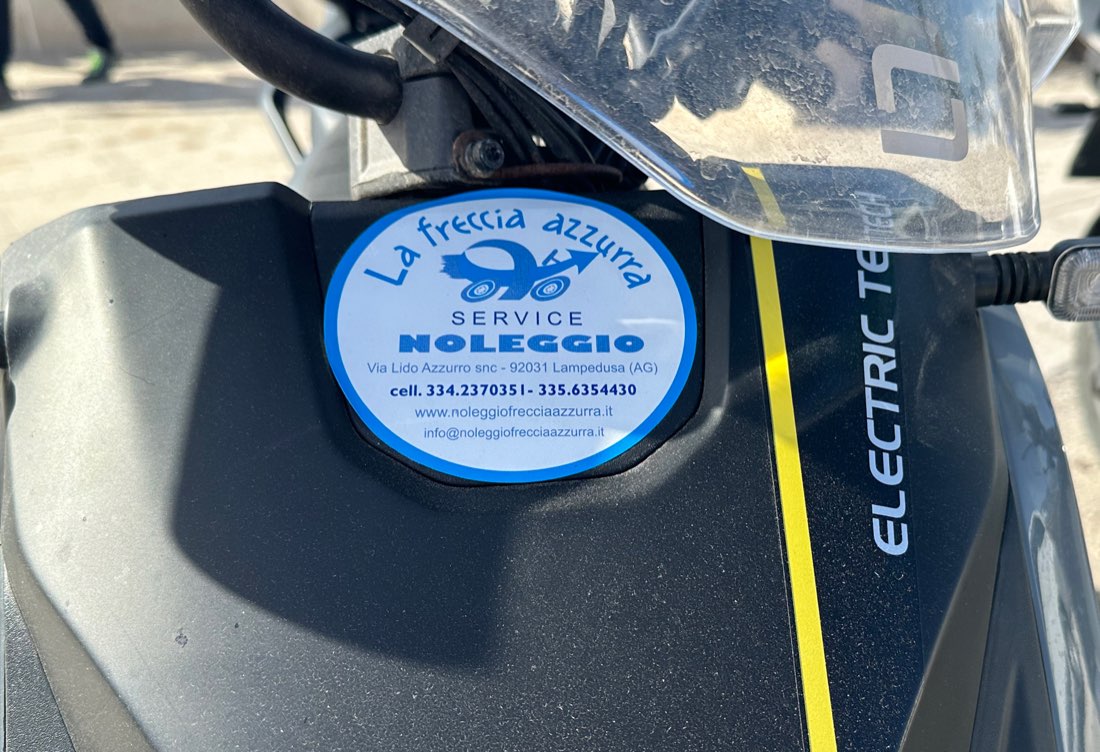 La freccia azzurra
SERVICE
NOLEGGIO
Via Lido Azzurro snc - 92031 Lampedusa (AG)
cell. 334.2370351- 335.6354430
www.noleggiofrecciaazzurra.it
info@noleggiofrecciaazzurra.it
ELECTRIC